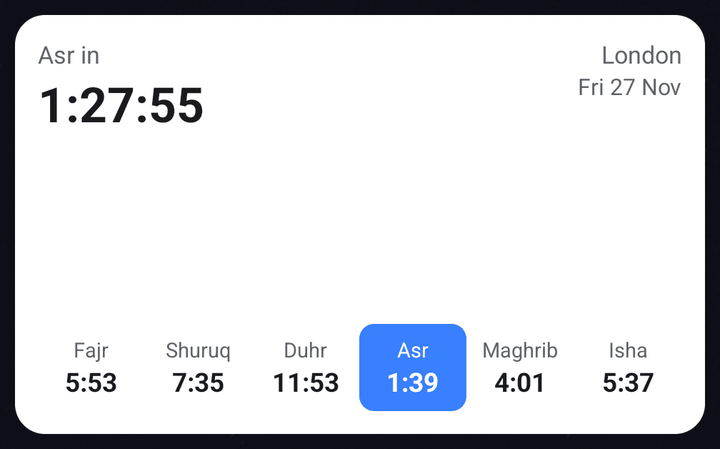 Asr in
1:27:55
London
Fri 27 Nov
Fajr Shuruq Duhr Asr Maghrib Isha
5:53 7:35 11:53 1:39 4:01 5:37